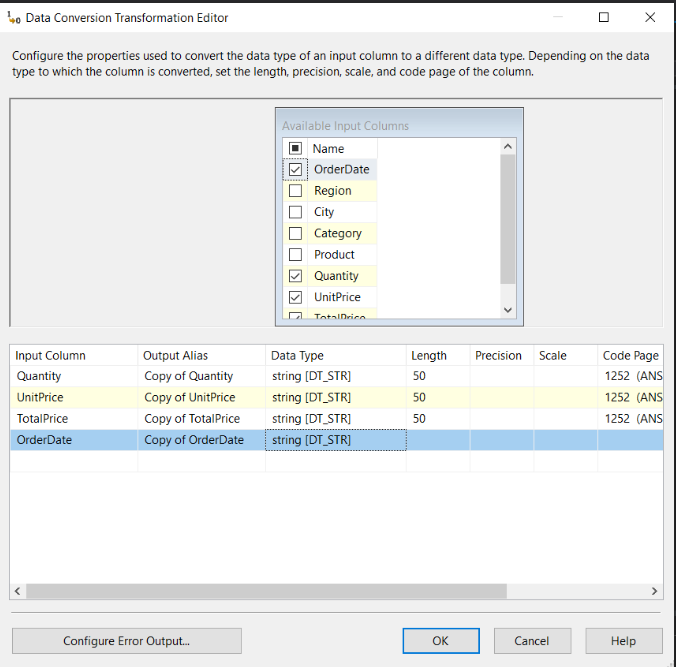 Data Conversion Transformation Editor
Configure the properties used to convert the data type of an input column to a different data type. Depending on the data
type to which the column is converted, set the length, precision, scale, and code page of the column.
Available Input Columns
Name
OrderDate
Region
City
Category
Product
Quantity
UnitPrice
TotalPrice
Input Column Output Alias Data Type Length Precision Scale Code Page
Quantity Copy of Quantity string [DT_STR] 50 1252 (ANS
UnitPrice Copy of UnitPrice string [DT_STR] 50 1252 (ANS
TotalPrice Copy of TotalPrice string [DT_STR] 50 1252 (ANS
OrderDate Copy of OrderDate string [DT_STR]
Configure Error Output... OK Cancel Help